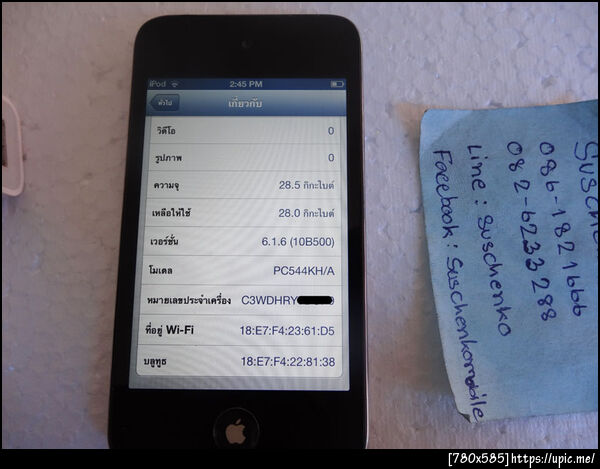 iPod 2:45 PM
ทั่วไป เกี่ยวกับ
วิดีโอ 0
รูปภาพ 0
ความจุ 28.5 กิกะไบต์
เหลือให้ใช้ 28.0 กิกะไบต์
เวอร์ชั่น 6.1.6 (10B500)
โมเดล PC544KH/A
หมายเลขประจำเครื่อง C3WDHRY
ที่อยู่ Wi-Fi 18:E7:F4:23:61:D5
บลูทูธ 18:E7:F4:22:81:38
086-1821666
082-6233288
Line : Suschenko
Facebook : Suschenkomobile
[780x585]https://upic.me/